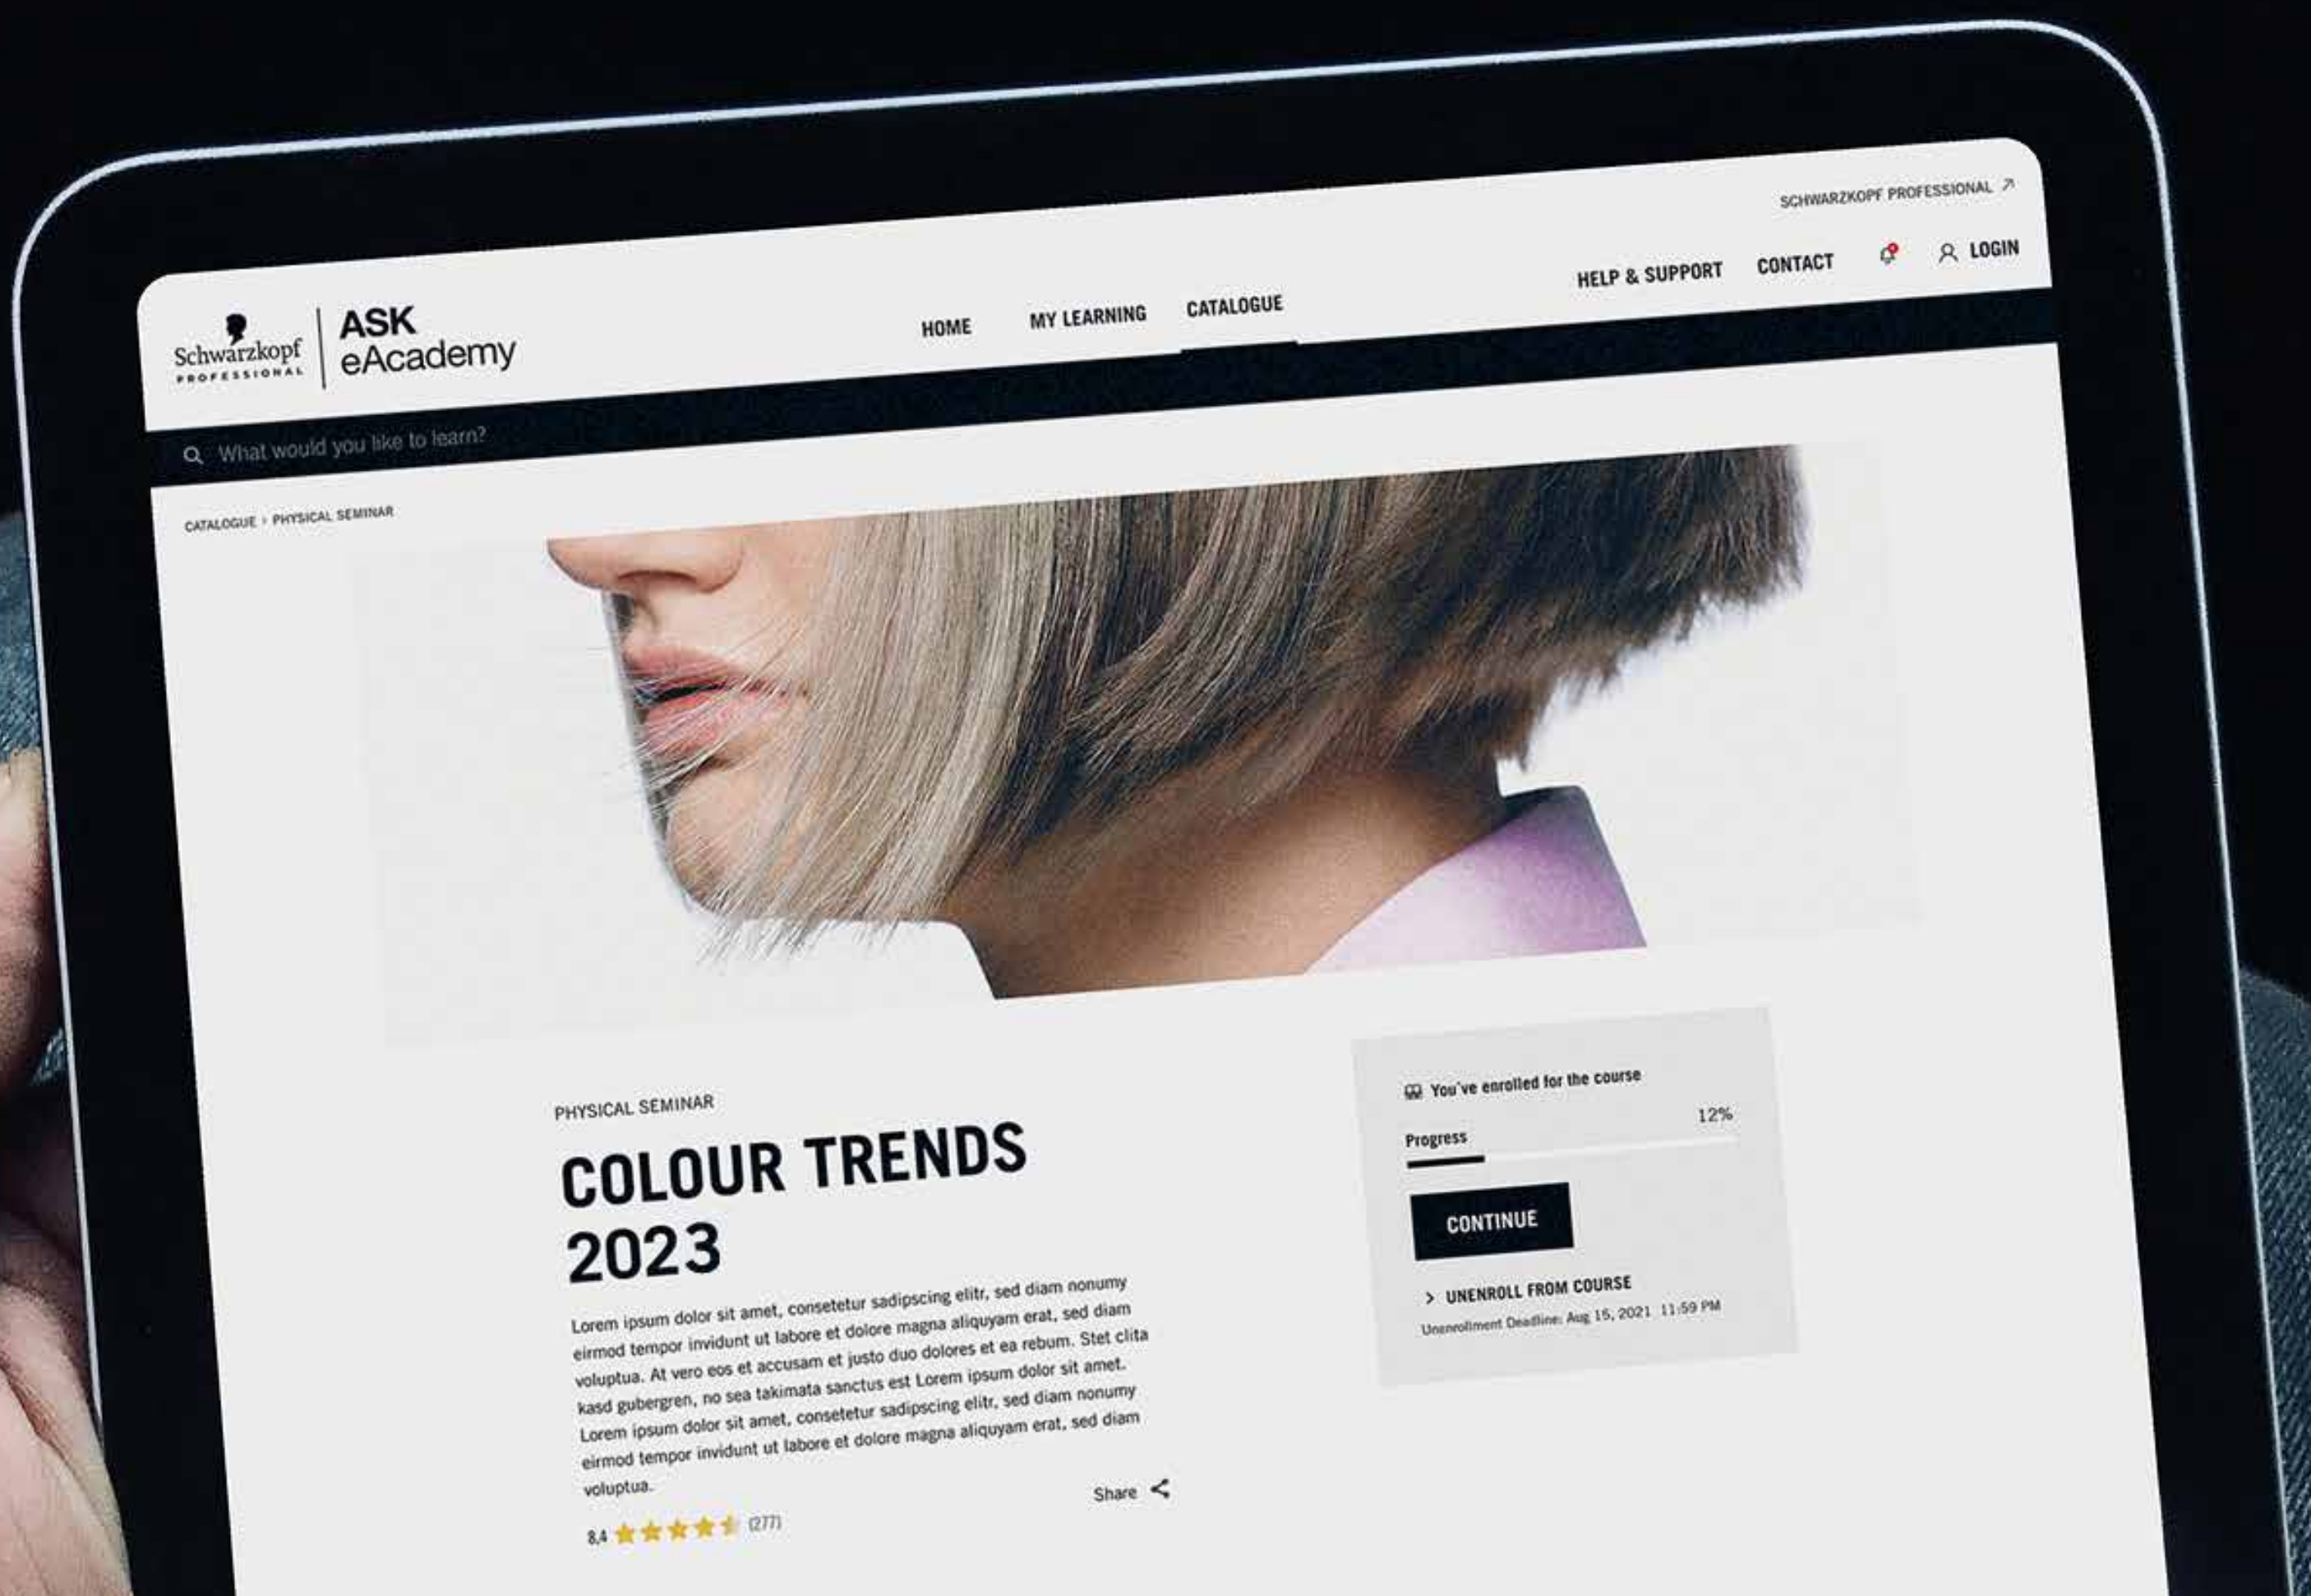 SCHWARZKOPF PROFESSIONAL
Schwarzkopf
PROFESSIONAL
ASK
eAcademy
HOME
MY LEARNING
CATALOGUE
HELP & SUPPORT
CONTACT
LOGIN
What would you like to learn?
CATALOGUE › PHYSICAL SEMINAR
PHYSICAL SEMINAR
COLOUR TRENDS
2023
Lorem ipsum dolor sit amet, consetetur sadipscing elitr, sed diam nonumy
eirmod tempor invidunt ut labore et dolore magna aliquyam erat, sed diam
voluptua. At vero eos et accusam et justo duo dolores et ea rebum. Stet clita
kasd gubergren, no sea takimata sanctus est Lorem ipsum dolor sit amet.
Lorem ipsum dolor sit amet, consetetur sadipscing elitr, sed diam nonumy
eirmod tempor invidunt ut labore et dolore magna aliquyam erat, sed diam
voluptua.
8,4 (277)
Share
You've enrolled for the course
Progress 12%
CONTINUE
> UNENROLL FROM COURSE
Unenrollment Deadline: Aug 15, 2021 11:59 PM